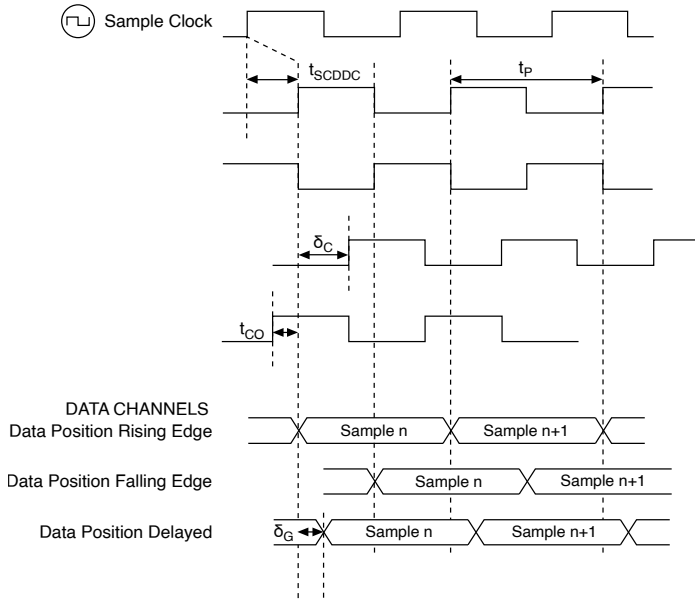 Sample Clock
tSCDDC
tP
δC
tCO
DATA CHANNELS
Data Position Rising Edge
Sample n
Sample n+1
Data Position Falling Edge
Sample n
Sample n+1
Data Position Delayed
δG
Sample n
Sample n+1